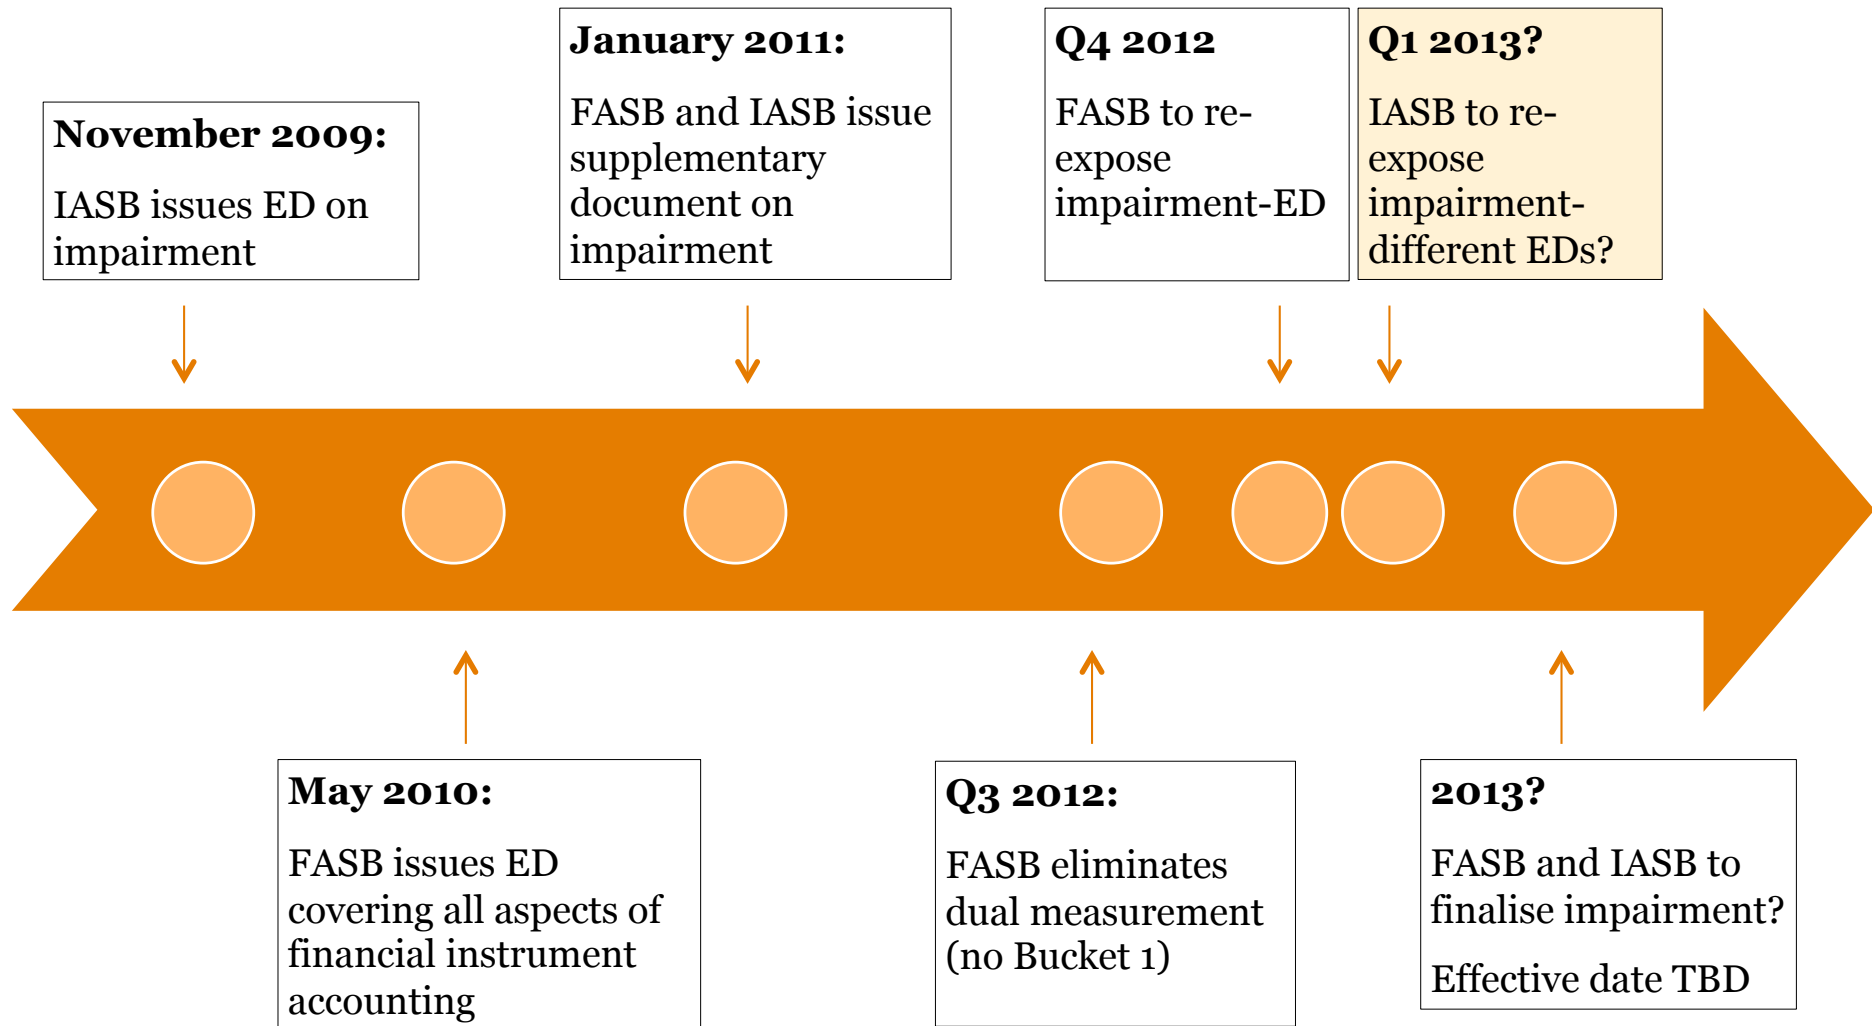 November 2009:
IASB issues ED on
impairment
January 2011:
FASB and IASB issue
supplementary
document on
impairment
Q4 2012
FASB to re-
expose
impairment-ED
Q1 2013?
IASB to re-
expose
impairment-
different EDs?
May 2010:
FASB issues ED
covering all aspects of
financial instrument
accounting
Q3 2012:
FASB eliminates
dual measurement
(no Bucket 1)
2013?
FASB and IASB to
finalise impairment?
Effective date TBD